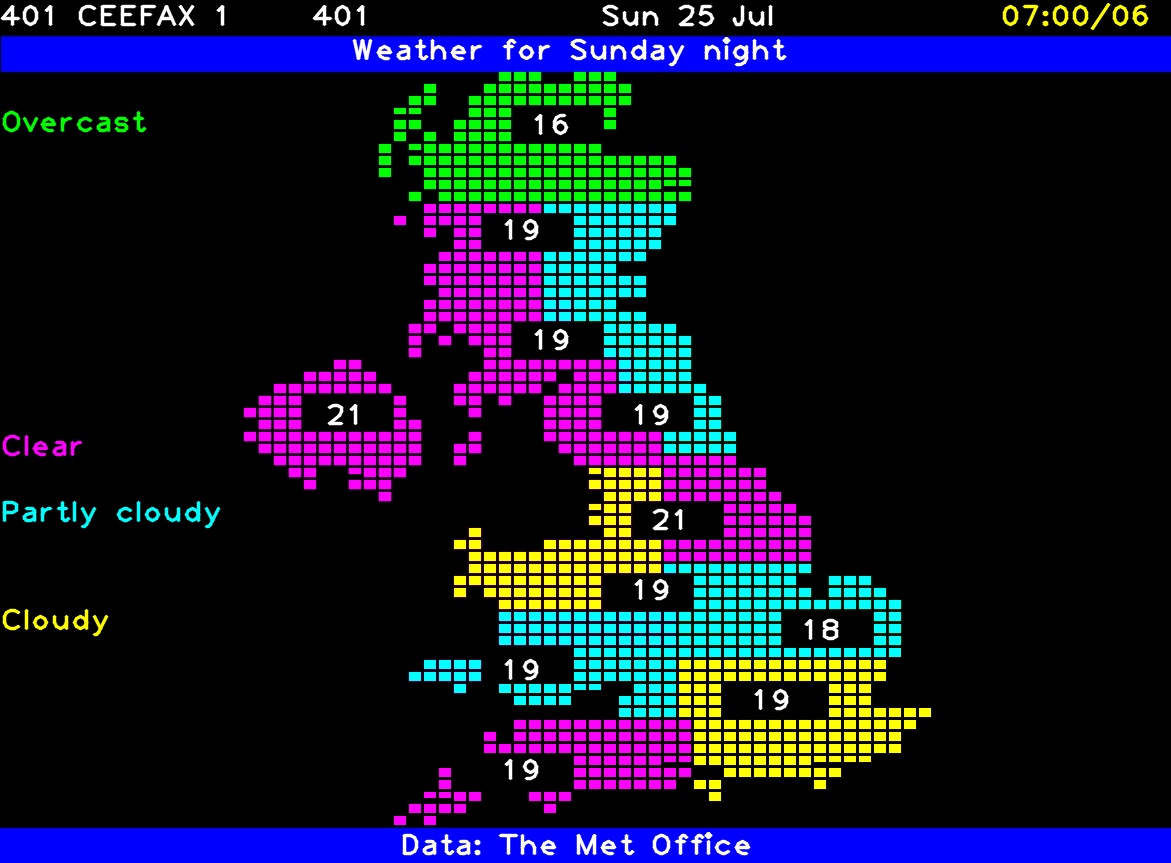 401 CEEFAX 1 401 Sun 25 Jul 07:00/06
Weather for Sunday night
Overcast
16
19
19
21
19
Clear
Partly cloudy
21
19
Cloudy
18
19
19
19
Data: The Met Office